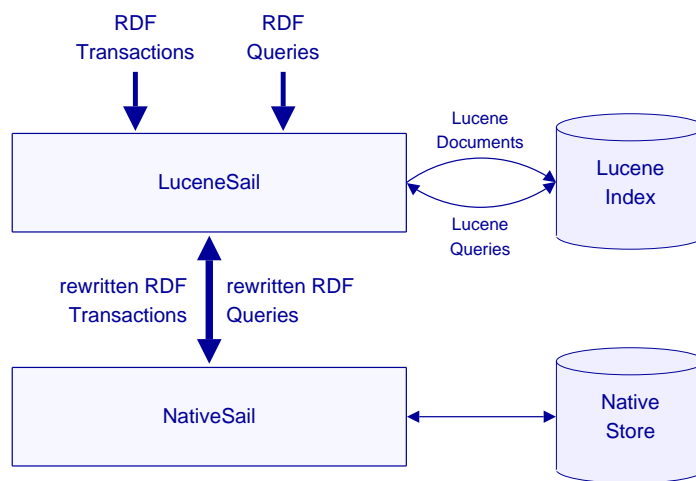 RDF
Transactions
RDF
Queries
LuceneSail
Lucene
Documents
Lucene
Queries
Lucene
Index
rewritten RDF
Transactions
rewritten RDF
Queries
NativeSail
Native
Store